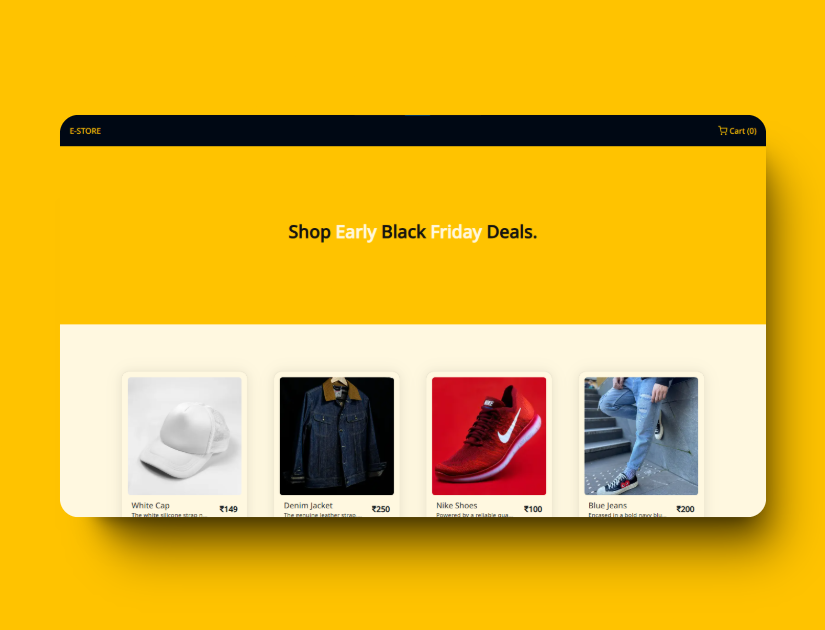 E-STORE
Cart (0)
Shop Early Black Friday Deals.
NIKE
White Cap
The white silicone strap n...
₹149
Denim Jacket
The genuine leather strap...
₹250
Nike Shoes
Powered by a reliable qua...
₹100
Blue Jeans
Encased in a bold navy blu...
₹200